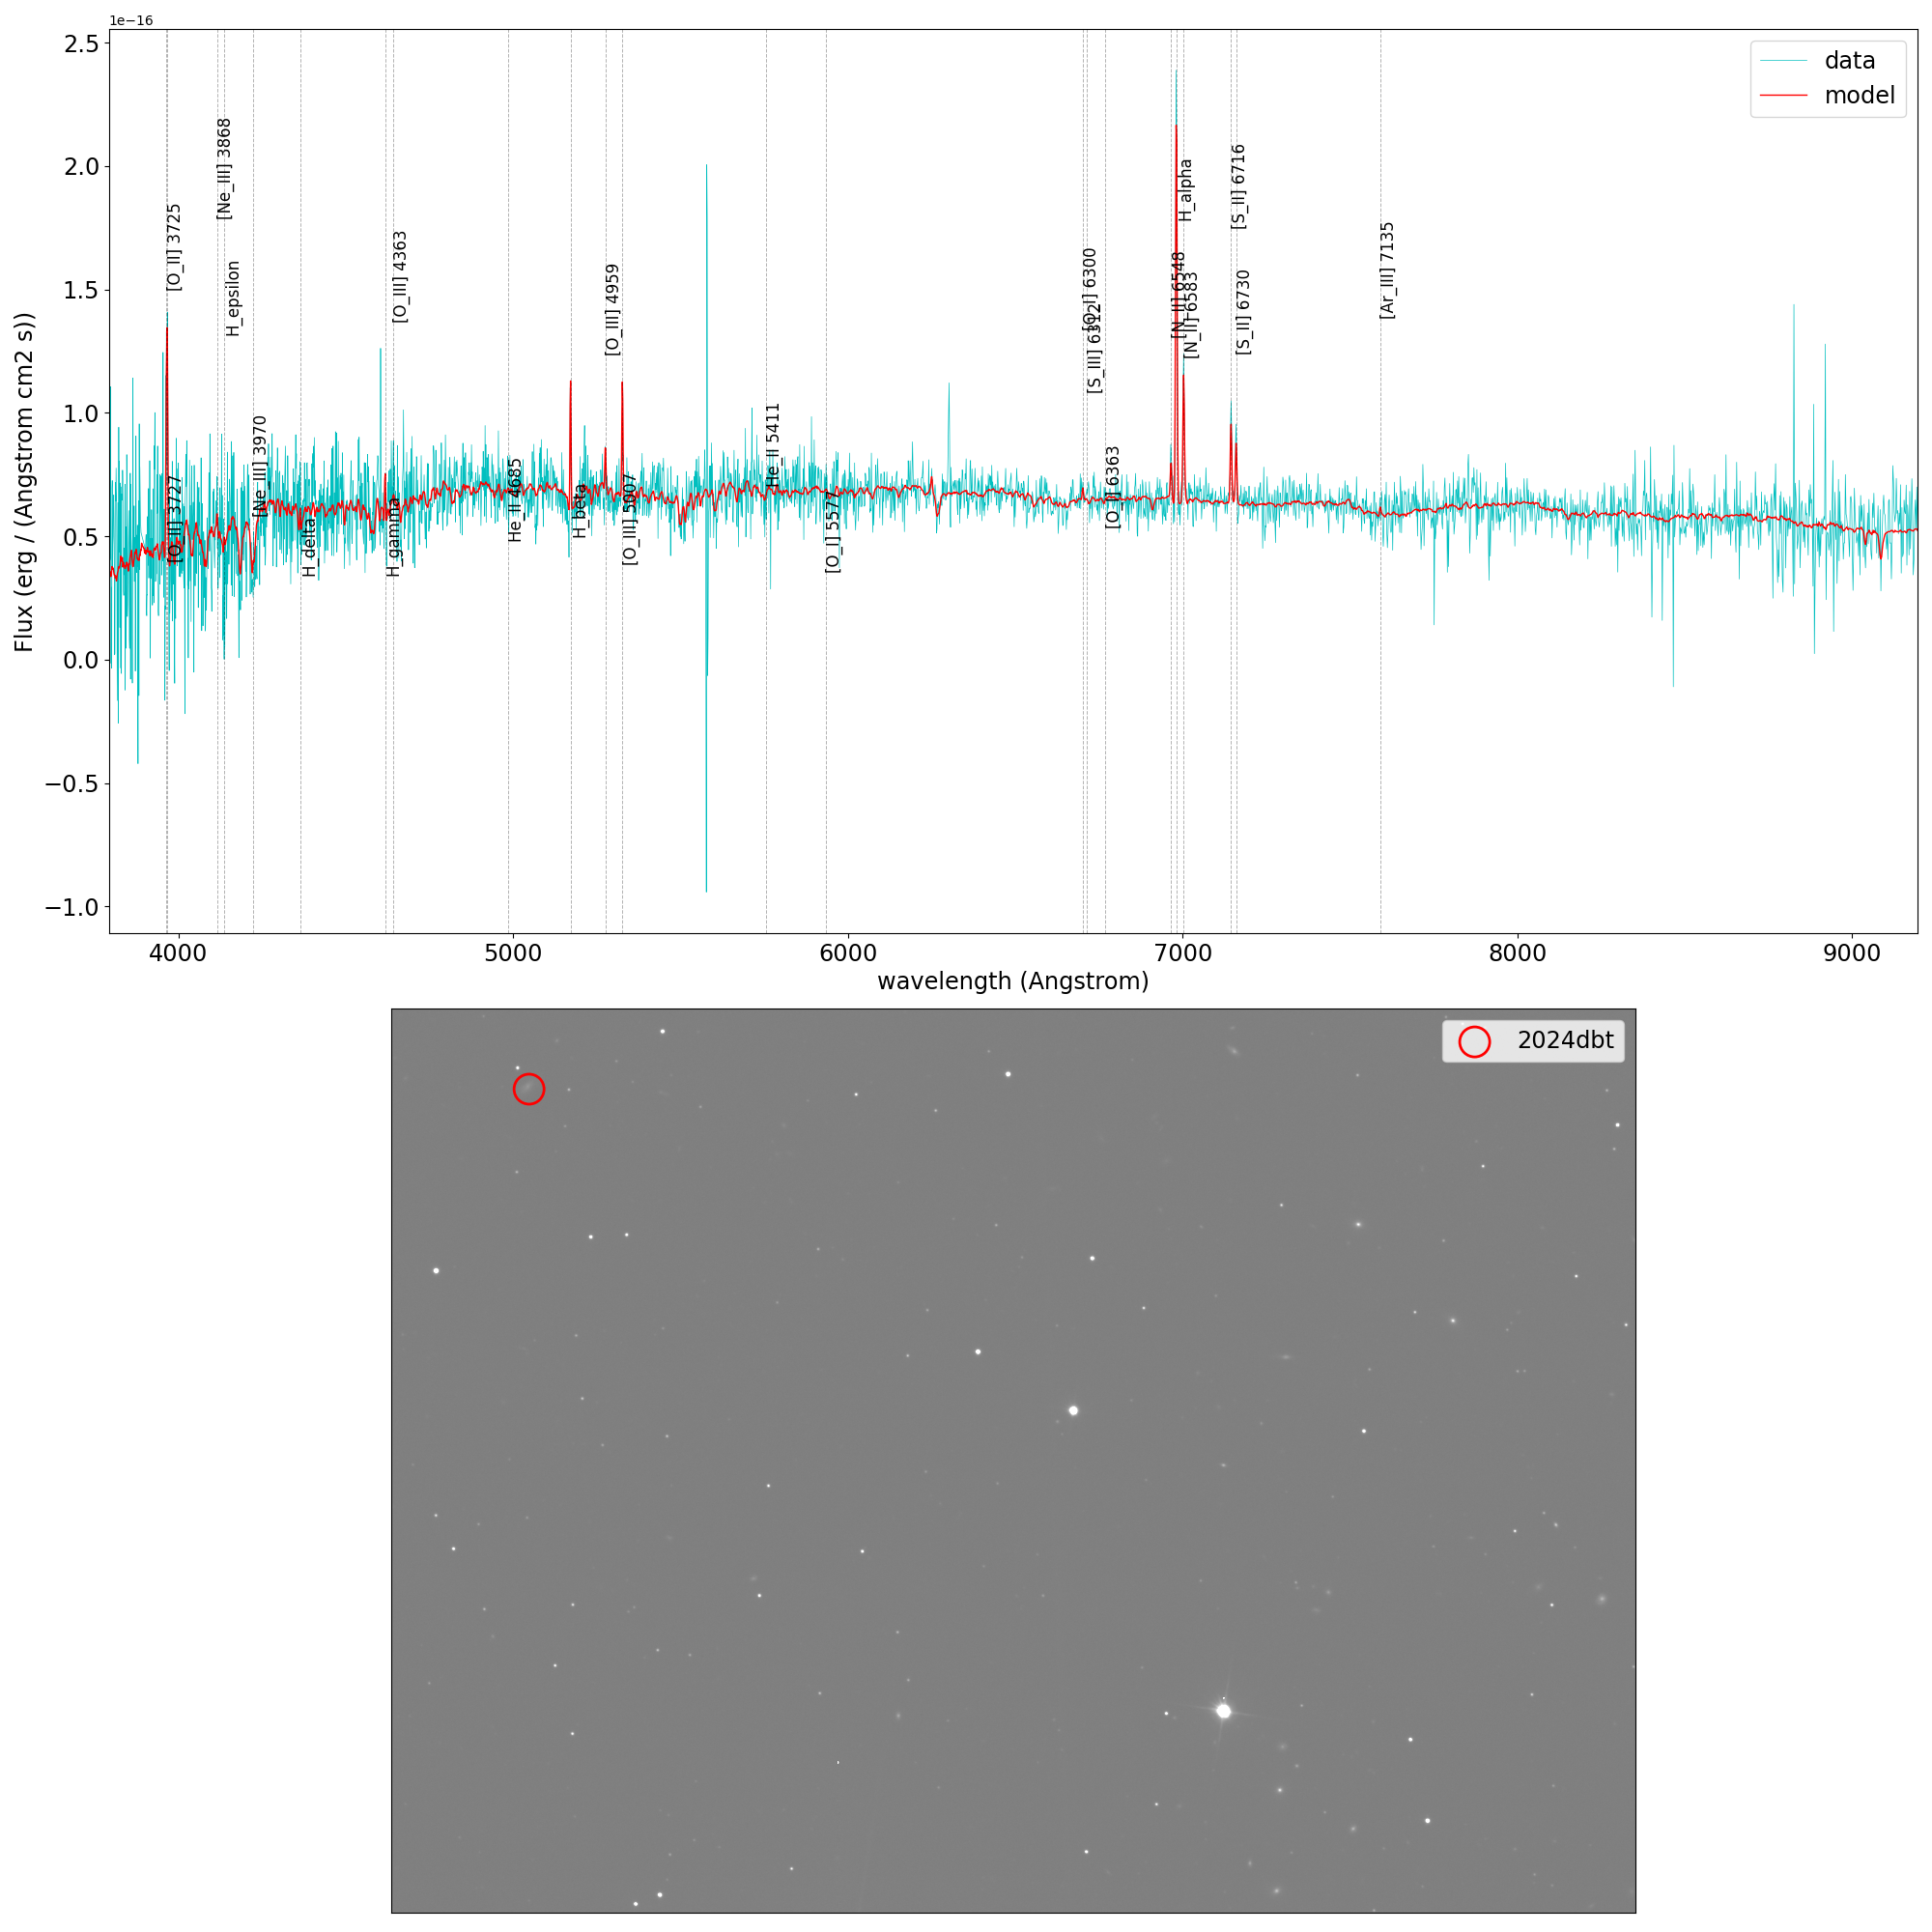 1e−16
2.5
2.0
1.5
1.0
0.5
0.0
−0.5
−1.0
Flux (erg / (Angstrom cm2 s))
data
model
[O_II] 3725
[O_II] 3727
[Ne_III] 3868
H_epsilon
[Ne_III] 3970
H_delta
H_gamma
[O_III] 4363
He_II 4685
H_beta
[O_III] 4959
[O_III] 5007
He_II 5411
[O_I] 5577
[O_I] 6300
[S_III] 6312
[O_I] 6363
[N_II] 6548
H_alpha
[N_II] 6583
[S_II] 6716
[S_II] 6730
[Ar_III] 7135
4000 5000 6000 7000 8000 9000
wavelength (Angstrom)
2024dbt